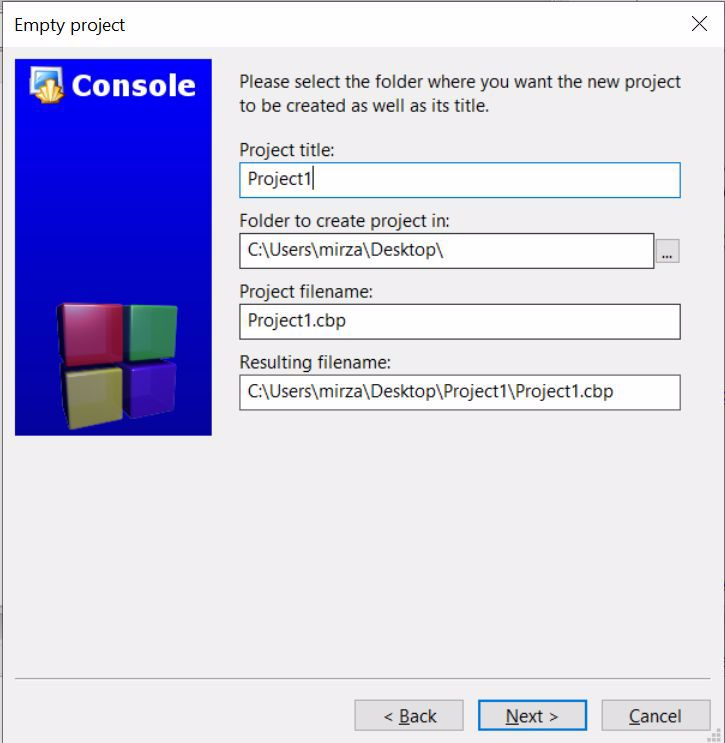 Empty project
Console
Please select the folder where you want the new project
to be created as well as its title.
Project title:
Project1
Folder to create project in:
C:\Users\mirza\Desktop\
...
Project filename:
Project1.cbp
Resulting filename:
C:\Users\mirza\Desktop\Project1\Project1.cbp
< Back
Next >
Cancel